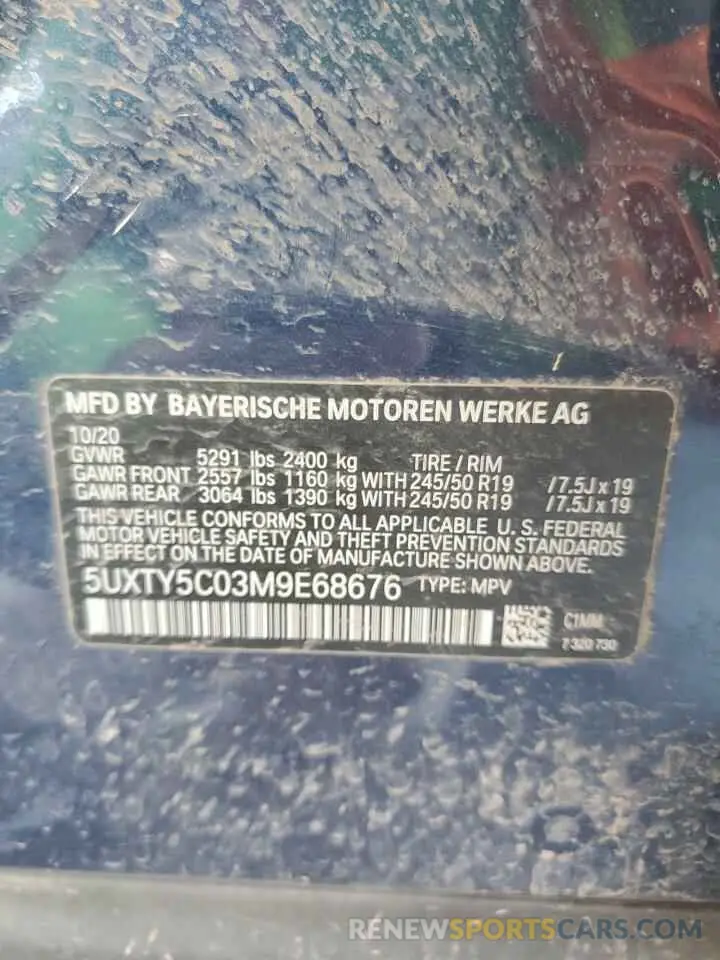 MFD BY BAYERISCHE MOTOREN WERKE AG
10/20
GVWR 5291 lbs 2400 kg TIRE / RIM
GAWR FRONT 2557 lbs 1160 kg WITH 245/50 R19 /7.5J x 19
GAWR REAR 3064 lbs 1390 kg WITH 245/50 R19 /7.5J x 19
THIS VEHICLE CONFORMS TO ALL APPLICABLE U. S. FEDERAL
MOTOR VEHICLE SAFETY AND THEFT PREVENTION STANDARDS
IN EFFECT ON THE DATE OF MANUFACTURE SHOWN ABOVE.
5UXTY5C03M9E68676 TYPE: MPV
C1MM
7 320 730
RENEWSPORTSCARS.COM